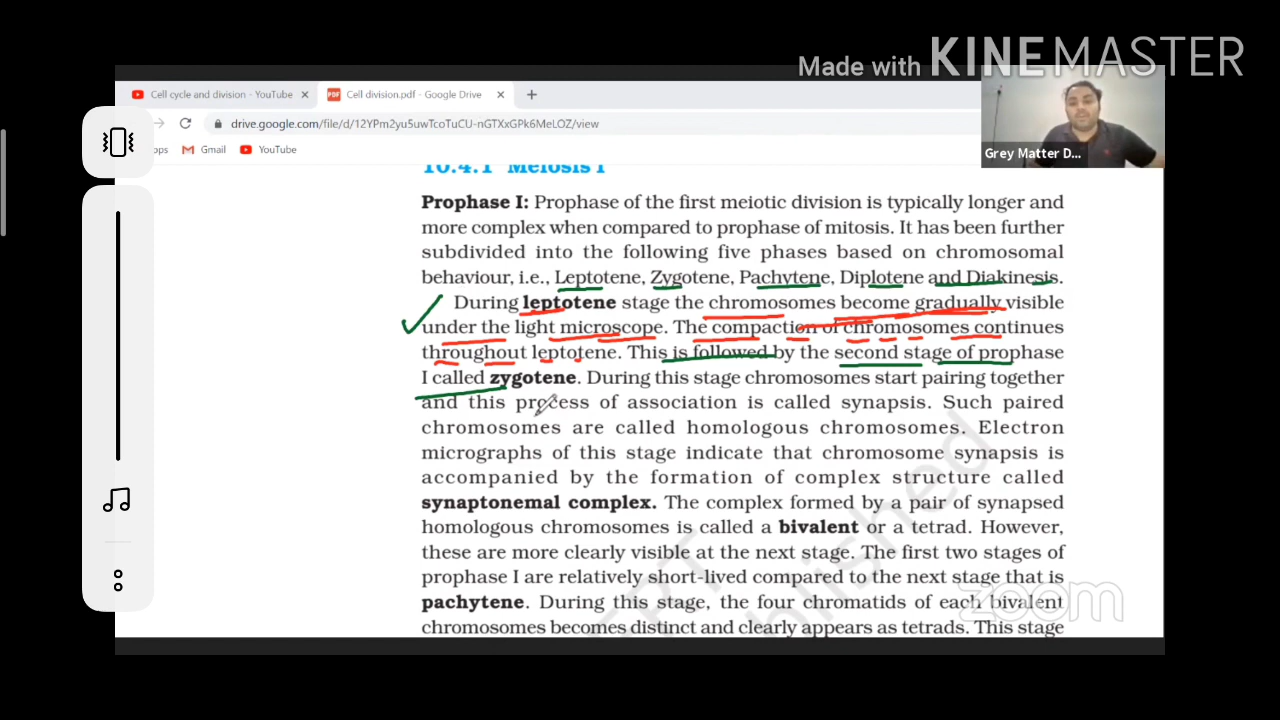 Made with KINEMASTER
Cell cycle and division - YouTube
Cell division.pdf - Google Drive
drive.google.com/file/d/12YPm2yu5uwTcoTuCU-nGTXxGPk6MeLOZ/view
pps Gmail YouTube
Grey Matter D...
10.4.1 Meiosis I
Prophase I: Prophase of the first meiotic division is typically longer and
more complex when compared to prophase of mitosis. It has been further
subdivided into the following five phases based on chromosomal
behaviour, i.e., Leptotene, Zygotene, Pachytene, Diplotene and Diakinesis.
During leptotene stage the chromosomes become gradually visible
under the light microscope. The compaction of chromosomes continues
throughout leptotene. This is followed by the second stage of prophase
I called zygotene. During this stage chromosomes start pairing together
and this process of association is called synapsis. Such paired
chromosomes are called homologous chromosomes. Electron
micrographs of this stage indicate that chromosome synapsis is
accompanied by the formation of complex structure called
synaptonemal complex. The complex formed by a pair of synapsed
homologous chromosomes is called a bivalent or a tetrad. However,
these are more clearly visible at the next stage. The first two stages of
prophase I are relatively short-lived compared to the next stage that is
pachytene. During this stage, the four chromatids of each bivalent
chromosomes becomes distinct and clearly appears as tetrads. This stage
zoom